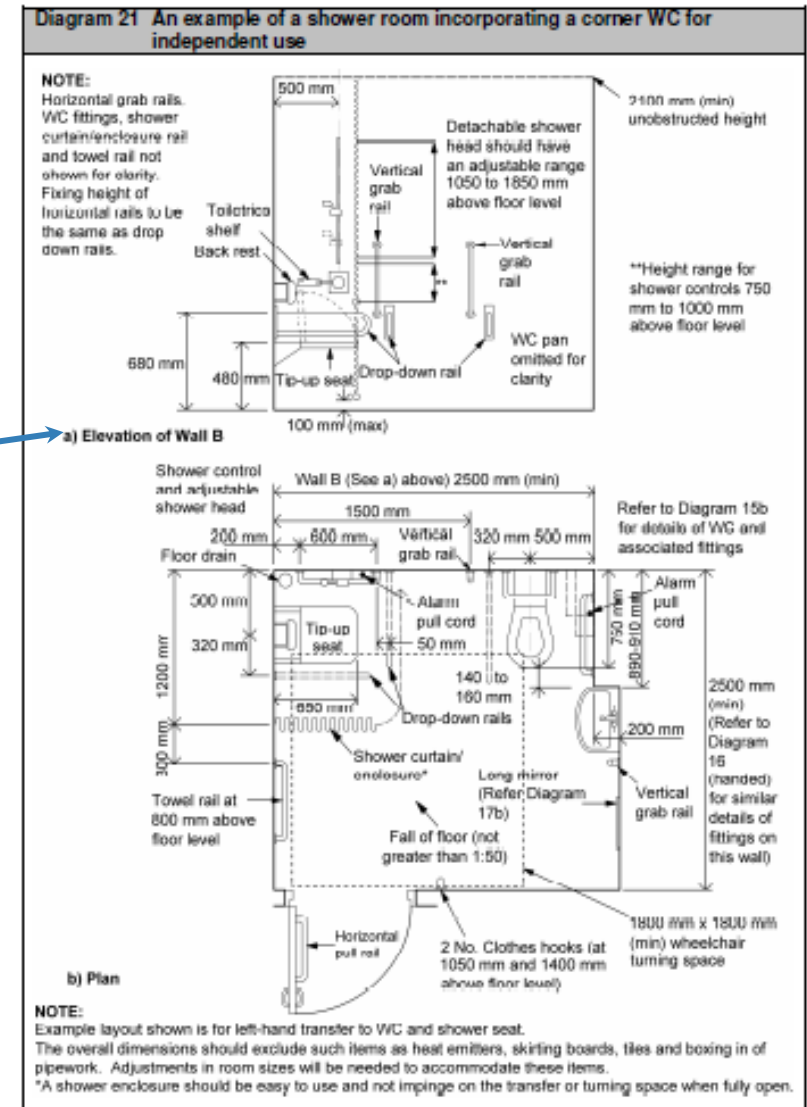 Diagram 21 An example of a shower room incorporating a corner WC for
independent use
NOTE:
Horizontal grab rails.
WC fittings, shower
curtain/enclosure rail
and towel rail not
shown for clarity.
Fixing height of
horizontal rails to be
the same as drop
down rails.
500 mm
2100 mm (min)
unobstructed height
Detachable shower
head should have
an adjustable range
1050 to 1850 mm
above floor level
Vertical
grab
rail
Toiletries
shelf
Back rest
Vertical
grab
rail
**Height range for
shower controls 750
mm to 1000 mm
above floor level
**
WC pan
omitted for
clarity
680 mm
480 mm
Tip-up seat
Drop-down rail
100 mm (max)
a) Elevation of Wall B
Shower control
and adjustable
shower head
Wall B (See a) above) 2500 mm (min)
1500 mm
Refer to Diagram 15b
for details of WC and
associated fittings
200 mm
600 mm
Vertical
grab rail
320 mm
500 mm
Floor drain
Alarm
pull cord
Alarm
pull
cord
500 mm
320 mm
Tip-up
seat
50 mm
750 mm
890-910 mm
1200 mm
140 to
160 mm
650 mm
Drop-down rails
2500 mm
(min)
(Refer to
Diagram
16
(handed)
for similar
details of
fittings on
this wall)
200 mm
300 mm
Shower curtain/
enclosure*
Long mirror
(Refer Diagram
17b)
Vertical
grab rail
Towel rail at
800 mm above
floor level
Fall of floor (not
greater than 1:50)
1800 mm x 1800 mm
(min) wheelchair
turning space
Horizontal
pull rail
2 No. Clothes hooks (at
1050 mm and 1400 mm
above floor level)
b) Plan
NOTE:
Example layout shown is for left-hand transfer to WC and shower seat.
The overall dimensions should exclude such items as heat emitters, skirting boards, tiles and boxing in of
pipework. Adjustments in room sizes will be needed to accommodate these items.
*A shower enclosure should be easy to use and not impinge on the transfer or turning space when fully open.